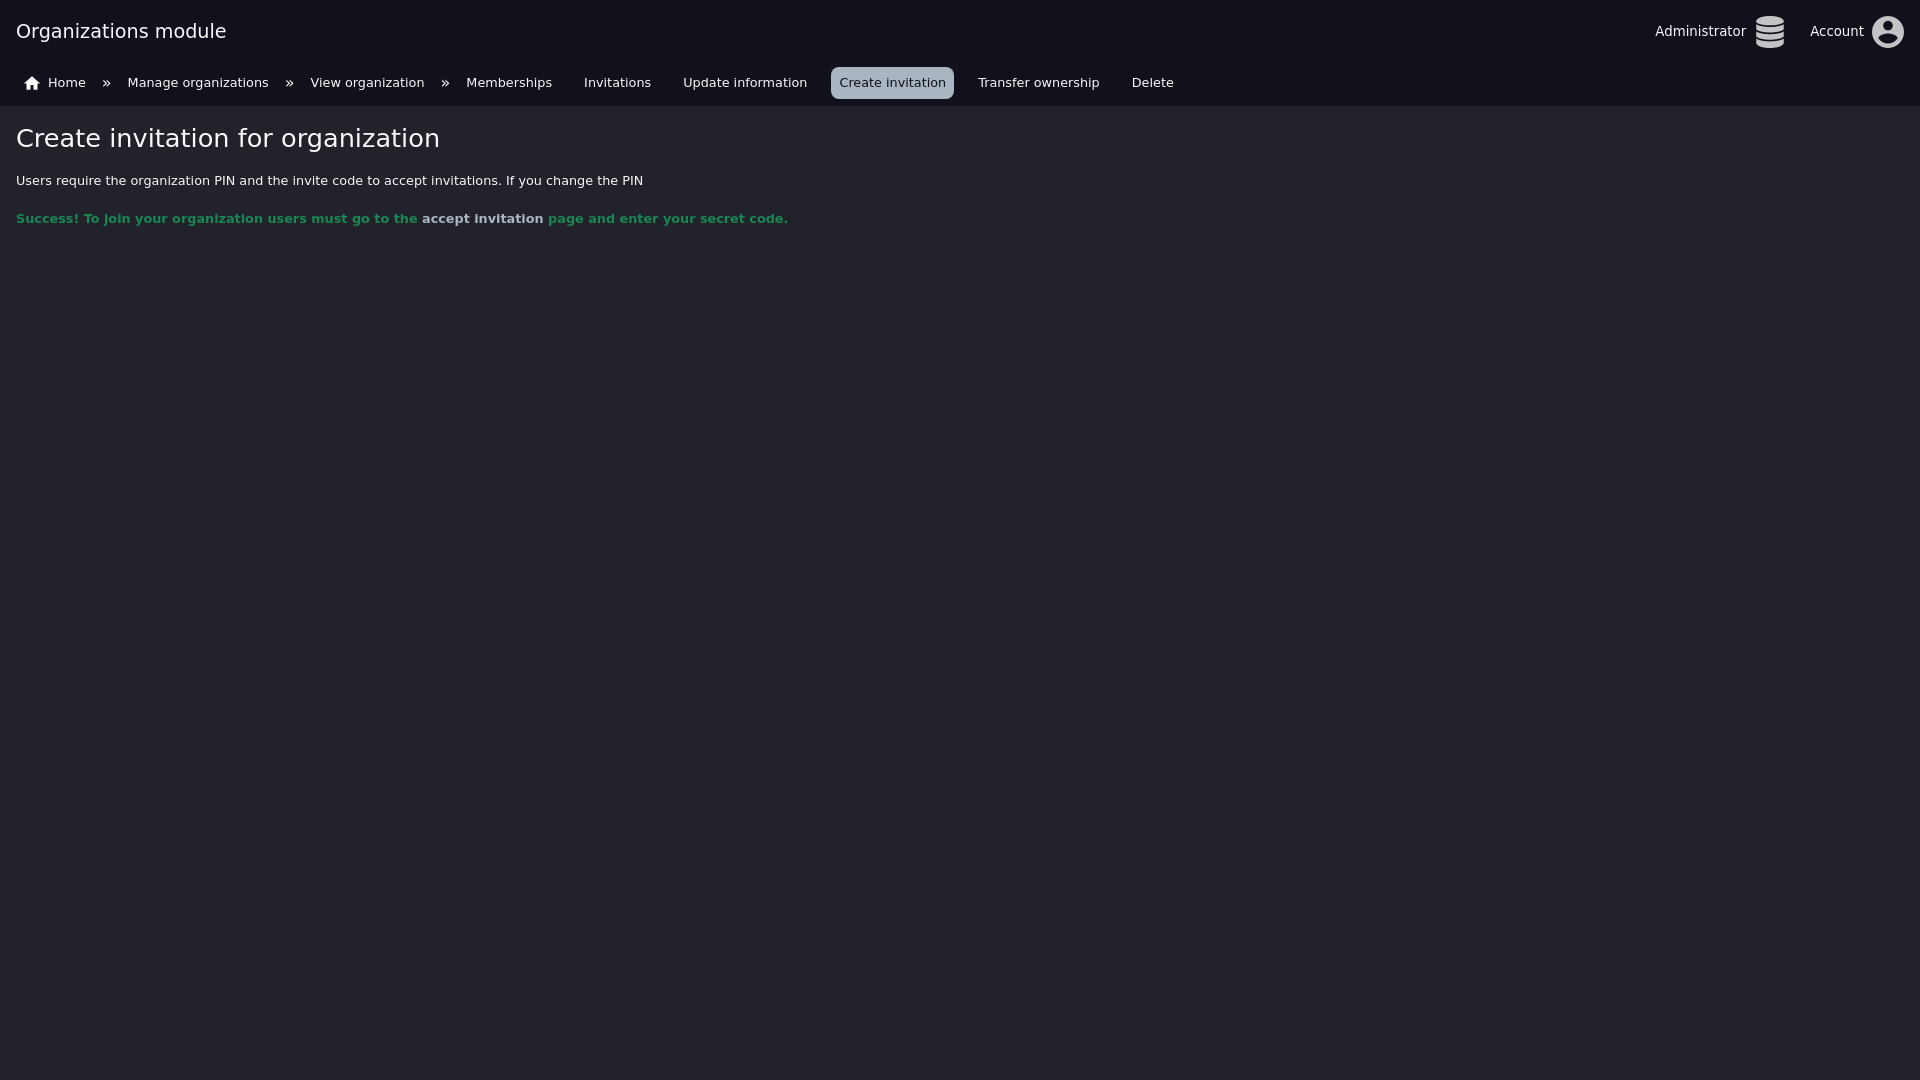 Organizations module
Administrator
Account
Home » Manage organizations » View organization » Memberships Invitations Update information Create invitation Transfer ownership Delete
Create invitation for organization
Users require the organization PIN and the invite code to accept invitations. If you change the PIN
Success! To join your organization users must go to the accept invitation page and enter your secret code.